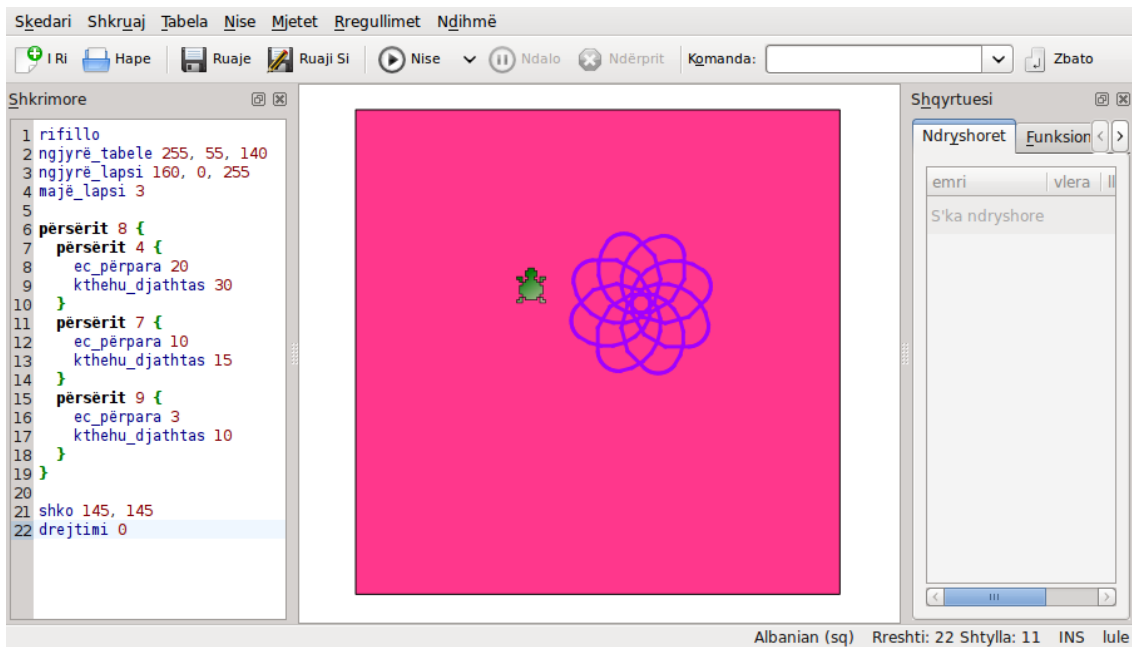 Skedari Shkruaj Tabela Nise Mjetet Rregullimet Ndihmë
I Ri Hape Ruaje Ruaji Si Nise Ndalo Ndërprit Komanda: Zbato
Shkrimore
1 rifillo
2 ngjyrë_tabele 255, 55, 140
3 ngjyrë_lapsi 160, 0, 255
4 majë_lapsi 3
5
6 përsërit 8 {
7 përsërit 4 {
8 ec_përpara 20
9 kthehu_djathtas 30
10 }
11 përsërit 7 {
12 ec_përpara 10
13 kthehu_djathtas 15
14 }
15 përsërit 9 {
16 ec_përpara 3
17 kthehu_djathtas 10
18 }
19 }
20
21 shko 145, 145
22 drejtimi 0
Shqyrtuesi
Ndryshoret Funksion
emri vlera
S'ka ndryshore
Albanian (sq) Rreshti: 22 Shtylla: 11 INS lule